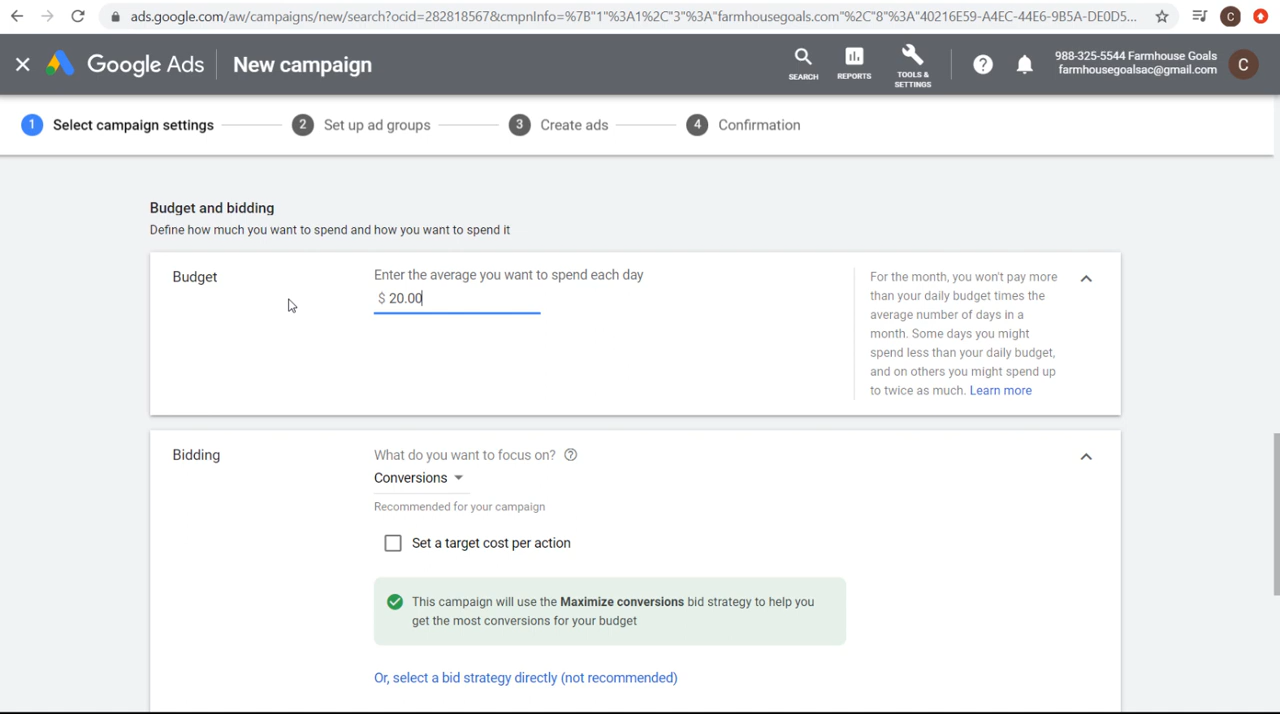 ads.google.com/aw/campaigns/new/search?ocid=282818567&cmpnInfo=%7B"1"%3A1%2C"3"%3A"farmhousegoals.com"%2C"8"%3A"40216E59-A4EC-44E6-9B5A-DE0D5...
C
Google Ads
New campaign
SEARCH
REPORTS
TOOLS &
SETTINGS
?
988-325-5544 Farmhouse Goals
farmhousegoalsac@gmail.com
C
1 Select campaign settings
2 Set up ad groups
3 Create ads
4 Confirmation
Budget and bidding
Define how much you want to spend and how you want to spend it
Budget
Enter the average you want to spend each day
$ 20.00
For the month, you won't pay more
than your daily budget times the
average number of days in a
month. Some days you might
spend less than your daily budget,
and on others you might spend up
to twice as much. Learn more
Bidding
What do you want to focus on? ?
Conversions
Recommended for your campaign
Set a target cost per action
This campaign will use the Maximize conversions bid strategy to help you
get the most conversions for your budget
Or, select a bid strategy directly (not recommended)